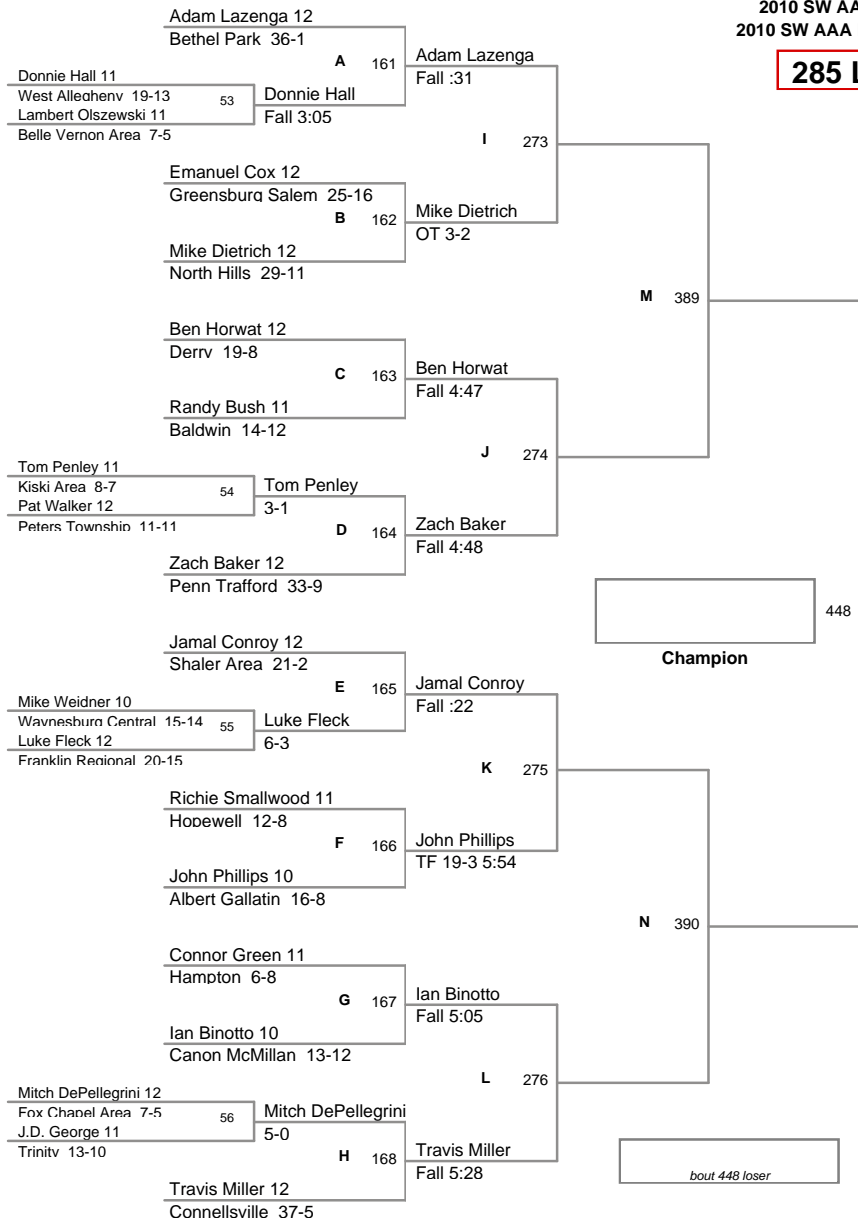 2010 SW AA
2010 SW AAA
285 L
Adam Lazenga 12
Bethel Park 36-1
A 161
Adam Lazenga
Fall :31
Donnie Hall 11
West Allegheny 19-13
53
Lambert Olszewski 11
Belle Vernon Area 7-5
Donnie Hall
Fall 3:05
I 273
Emanuel Cox 12
Greensburg Salem 25-16
B 162
Mike Dietrich
OT 3-2
Mike Dietrich 12
North Hills 29-11
M 389
Ben Horwat 12
Derry 19-8
C 163
Ben Horwat
Fall 4:47
Randy Bush 11
Baldwin 14-12
J 274
Tom Penley 11
Kiski Area 8-7
54
Pat Walker 12
Peters Township 11-11
Tom Penley
3-1
D 164
Zach Baker
Fall 4:48
Zach Baker 12
Penn Trafford 33-9
448
Champion
Jamal Conroy 12
Shaler Area 21-2
E 165
Jamal Conroy
Fall :22
Mike Weidner 10
Waynesburg Central 15-14
55
Luke Fleck 12
Franklin Regional 20-15
Luke Fleck
6-3
K 275
Richie Smallwood 11
Hopewell 12-8
F 166
John Phillips
TF 19-3 5:54
John Phillips 10
Albert Gallatin 16-8
N 390
Connor Green 11
Hampton 6-8
G 167
Ian Binotto
Fall 5:05
Ian Binotto 10
Canon McMillan 13-12
L 276
Mitch DePellegrini 12
Fox Chapel Area 7-5
56
J.D. George 11
Trinity 13-10
Mitch DePellegrini
5-0
H 168
Travis Miller
Fall 5:28
Travis Miller 12
Connellsville 37-5
bout 448 loser